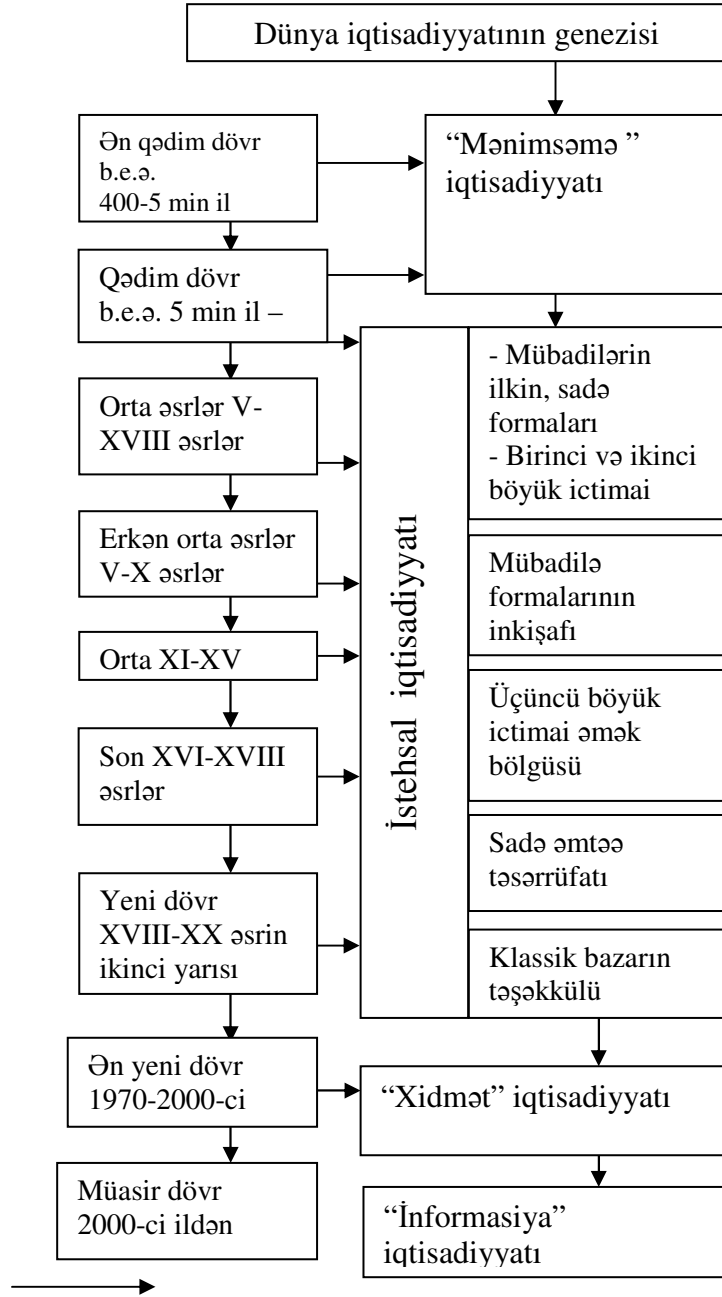 Dünya iqtisadiyyatının genezisi
Ən qədim dövr
b.e.ə.
400-5 min il
“Mənimsəmə ”
iqtisadiyyatı
Qədim dövr
b.e.ə. 5 min il –
Orta əsrlər V-
XVIII əsrlər
Erkən orta əsrlər
V-X əsrlər
Orta XI-XV
Son XVI-XVIII
əsrlər
Yeni dövr
XVIII-XX əsrin
ikinci yarısı
İstehsal iqtisadiyyatı
- Mübadilərin
ilkin, sadə
formaları
- Birinci və ikinci
böyük ictimai
Mübadilə
formalarının
inkişafı
Üçüncü böyük
ictimai əmək
bölgüsü
Sadə əmtəə
təsərrüfatı
Klassik bazarın
təşəkkülü
Ən yeni dövr
1970-2000-ci
“Xidmət” iqtisadiyyatı
Müasir dövr
2000-ci ildən
“İnformasiya”
iqtisadiyyatı